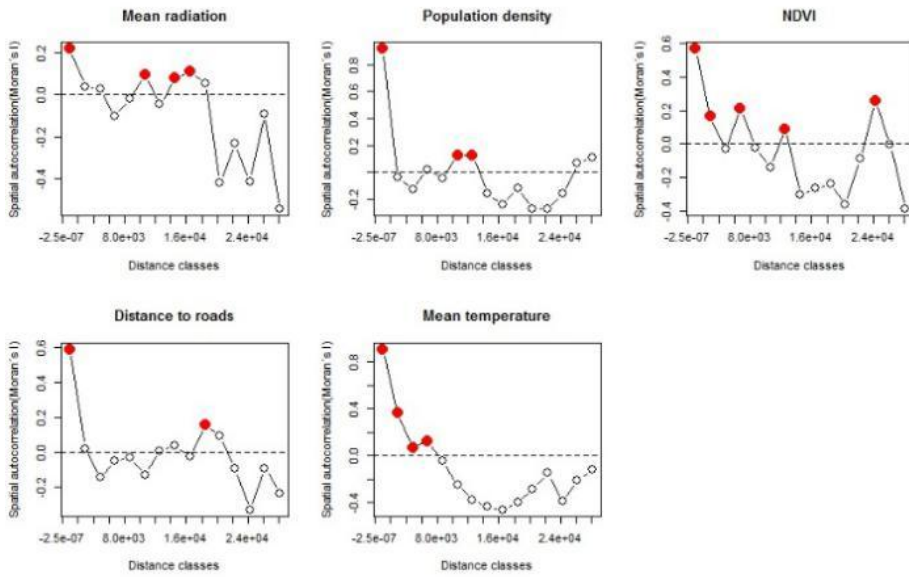 Mean radiation
Population density
NDVI
Spatial autocorrelation(Moran´s I)
0.2
0.0
-0.2
-0.4
-2.5e-07 8.0e+03 1.6e+04 2.4e+04
Distance classes
Spatial autocorrelation(Moran´s I)
0.8
0.6
0.4
0.2
-0.2
-2.5e-07 8.0e+03 1.6e+04 2.4e+04
Distance classes
Spatial autocorrelation(Moran´s I)
0.6
0.4
0.2
0.0
-0.2
-0.4
-2.5e-07 8.0e+03 1.6e+04 2.4e+04
Distance classes
Distance to roads
Mean temperature
Spatial autocorrelation(Moran´s I)
0.6
0.4
0.2
0.0
-0.2
-2.5e-07 8.0e+03 1.6e+04 2.4e+04
Distance classes
Spatial autocorrelation(Moran´s I)
0.8
0.4
0.0
-0.4
-2.5e-07 8.0e+03 1.6e+04 2.4e+04
Distance classes